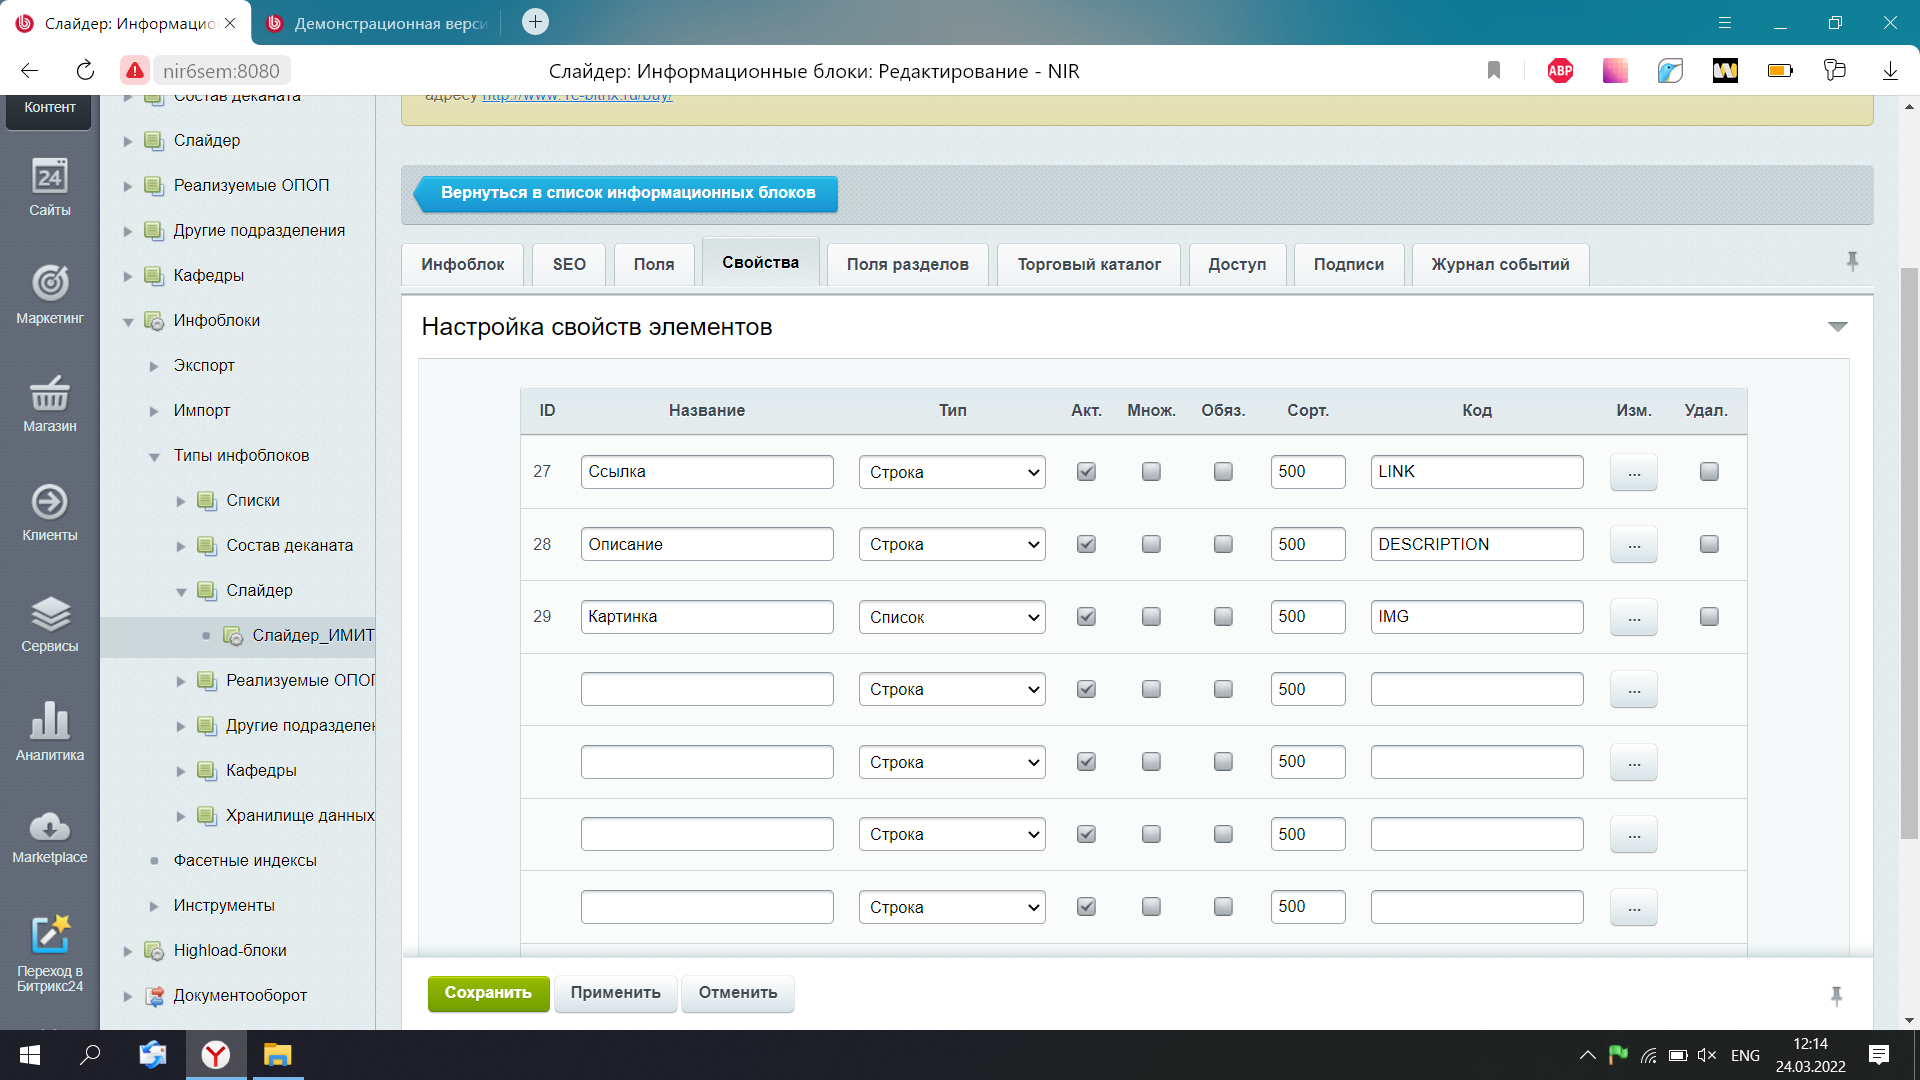 Слайдер: Информацио
Демонстрационная верси
nir6sem:8080
Слайдер: Информационные блоки: Редактирование - NIR
ABP
Контент
24
Сайты
Маркетинг
Магазин
Клиенты
Сервисы
Аналитика
Marketplace
Переход в
Битрикс24
Состав деканата
Слайдер
Реализуемые ОПОП
Другие подразделения
Кафедры
Инфоблоки
Экспорт
Импорт
Типы инфоблоков
Списки
Состав деканата
Слайдер
Слайдер_ИМИТ
Реализуемые ОПОП
Другие подразделен
Кафедры
Хранилище данных
Фасетные индексы
Инструменты
Highload-блоки
Документооборот
адресу http://www.1c-bitrix.ru/buy/
Вернуться в список информационных блоков
Инфоблок SEO Поля Свойства Поля разделов Торговый каталог Доступ Подписи Журнал событий
Настройка свойств элементов
ID Название Тип Акт. Множ. Обяз. Сорт. Код Изм. Удал.
27 Ссылка Строка 500 LINK ...
28 Описание Строка 500 DESCRIPTION ...
29 Картинка Список 500 IMG ...
Строка 500 ...
Строка 500 ...
Строка 500 ...
Строка 500 ...
Сохранить Применить Отменить
ENG
12:14
24.03.2022